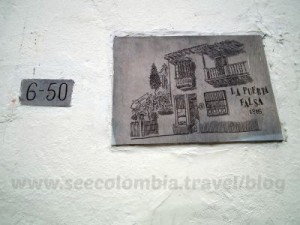 6-50
LA PUERTA
FALSA
1816
www.seecolombia.travel/blog